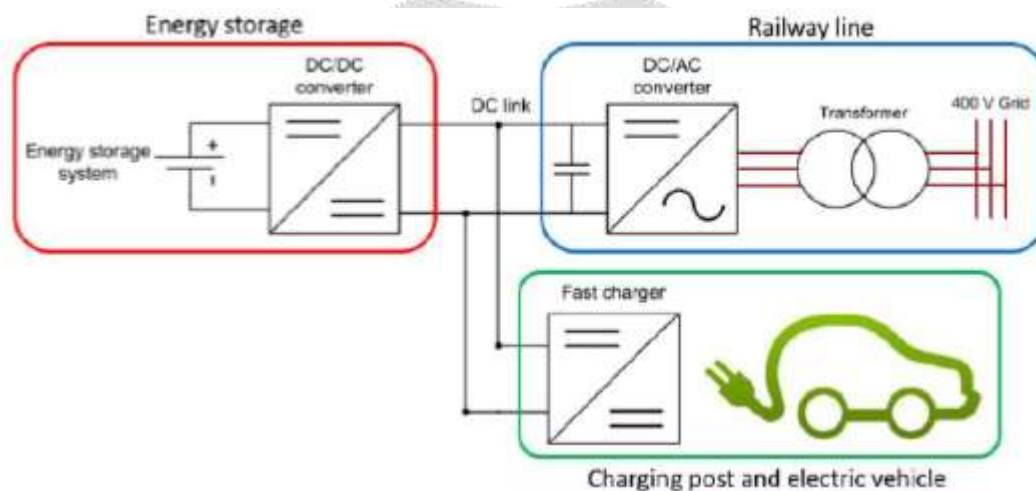 Energy storage
Railway line
DC/DC
converter
DC link
DC/AC
converter
Transformer
400 V Grid
Energy storage
system
+
Fast charger
Charging post and electric vehicle